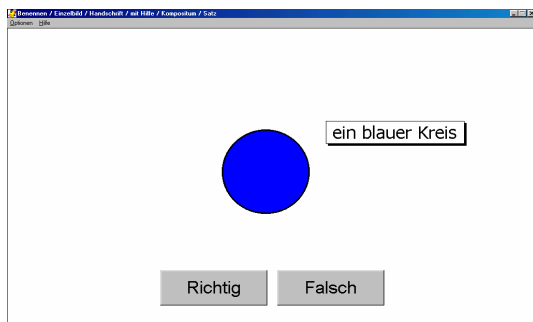 Benennen / Einzelbild / Handschrift / mit Hilfe / Kompositum / Satz
Optionen Hilfe
ein blauer Kreis
Richtig Falsch